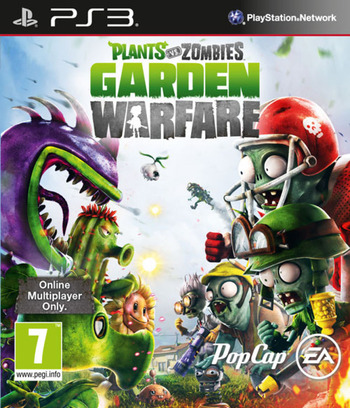 PS3
PlayStation®Network
PLANTS VS. ZOMBIES
GARDEN
WARFARE
Online
Multiplayer
Only.
7
www.pegi.info
PopCap
EA